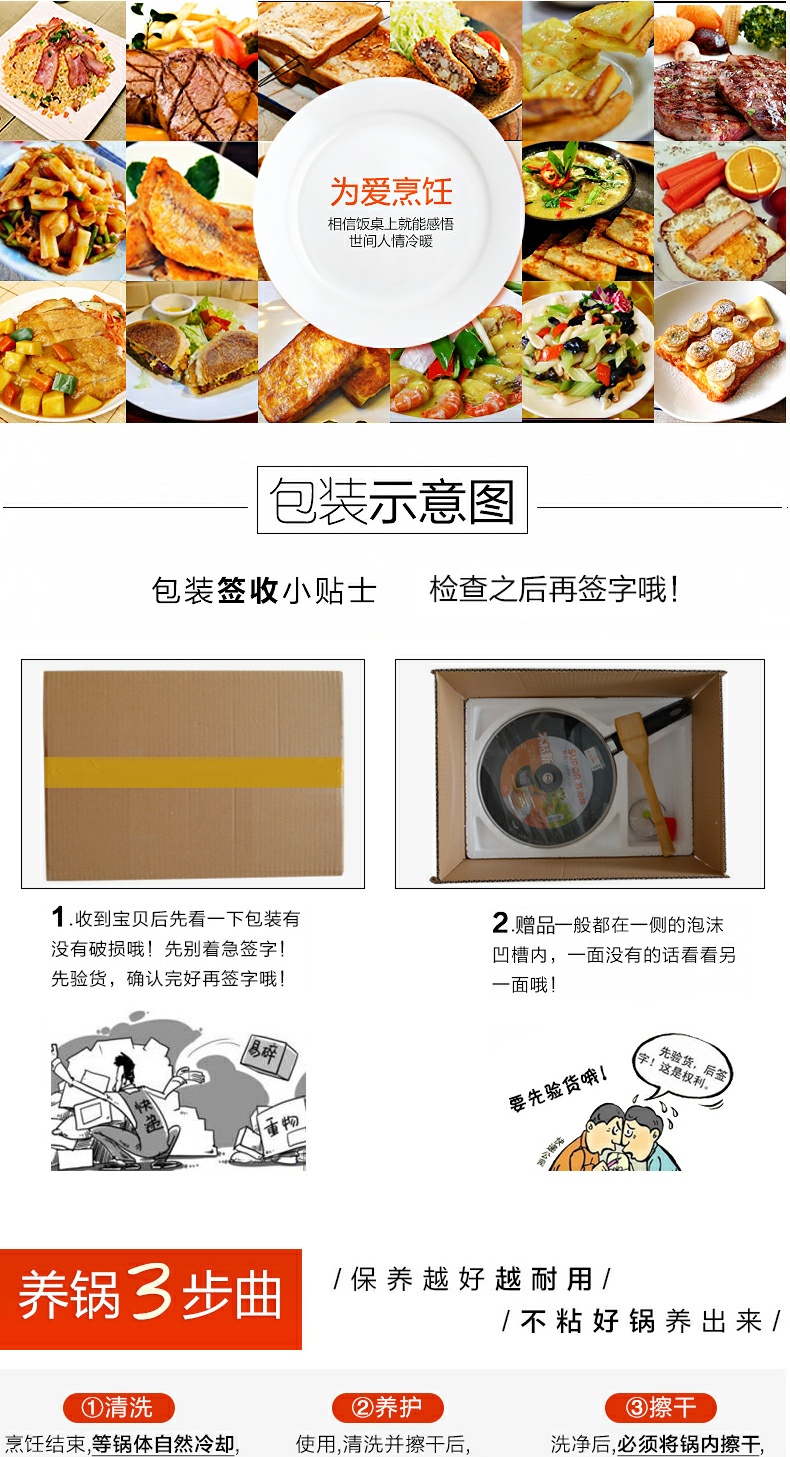 为爱烹饪
相信饭桌上就能感悟
世间人情冷暖
包装示意图
包装签收小贴士 检查之后再签字哦！
SUPOR
1.收到宝贝后先看一下包装有
没有破损哦！先别着急签字！
先验货，确认完好再签字哦！
2.赠品一般都在一侧的泡沫
凹槽内，一面没有的话看看另
一面哦！
易碎
快递
重物
要先验货哦！
先验货，后签
字！这是权利。
快递公司
养锅3步曲
/保养越好越耐用/
/不粘好锅养出来/
①清洗
烹饪结束,等锅体自然冷却,
②养护
使用,清洗并擦干后,
③擦干
洗净后,必须将锅内擦干,